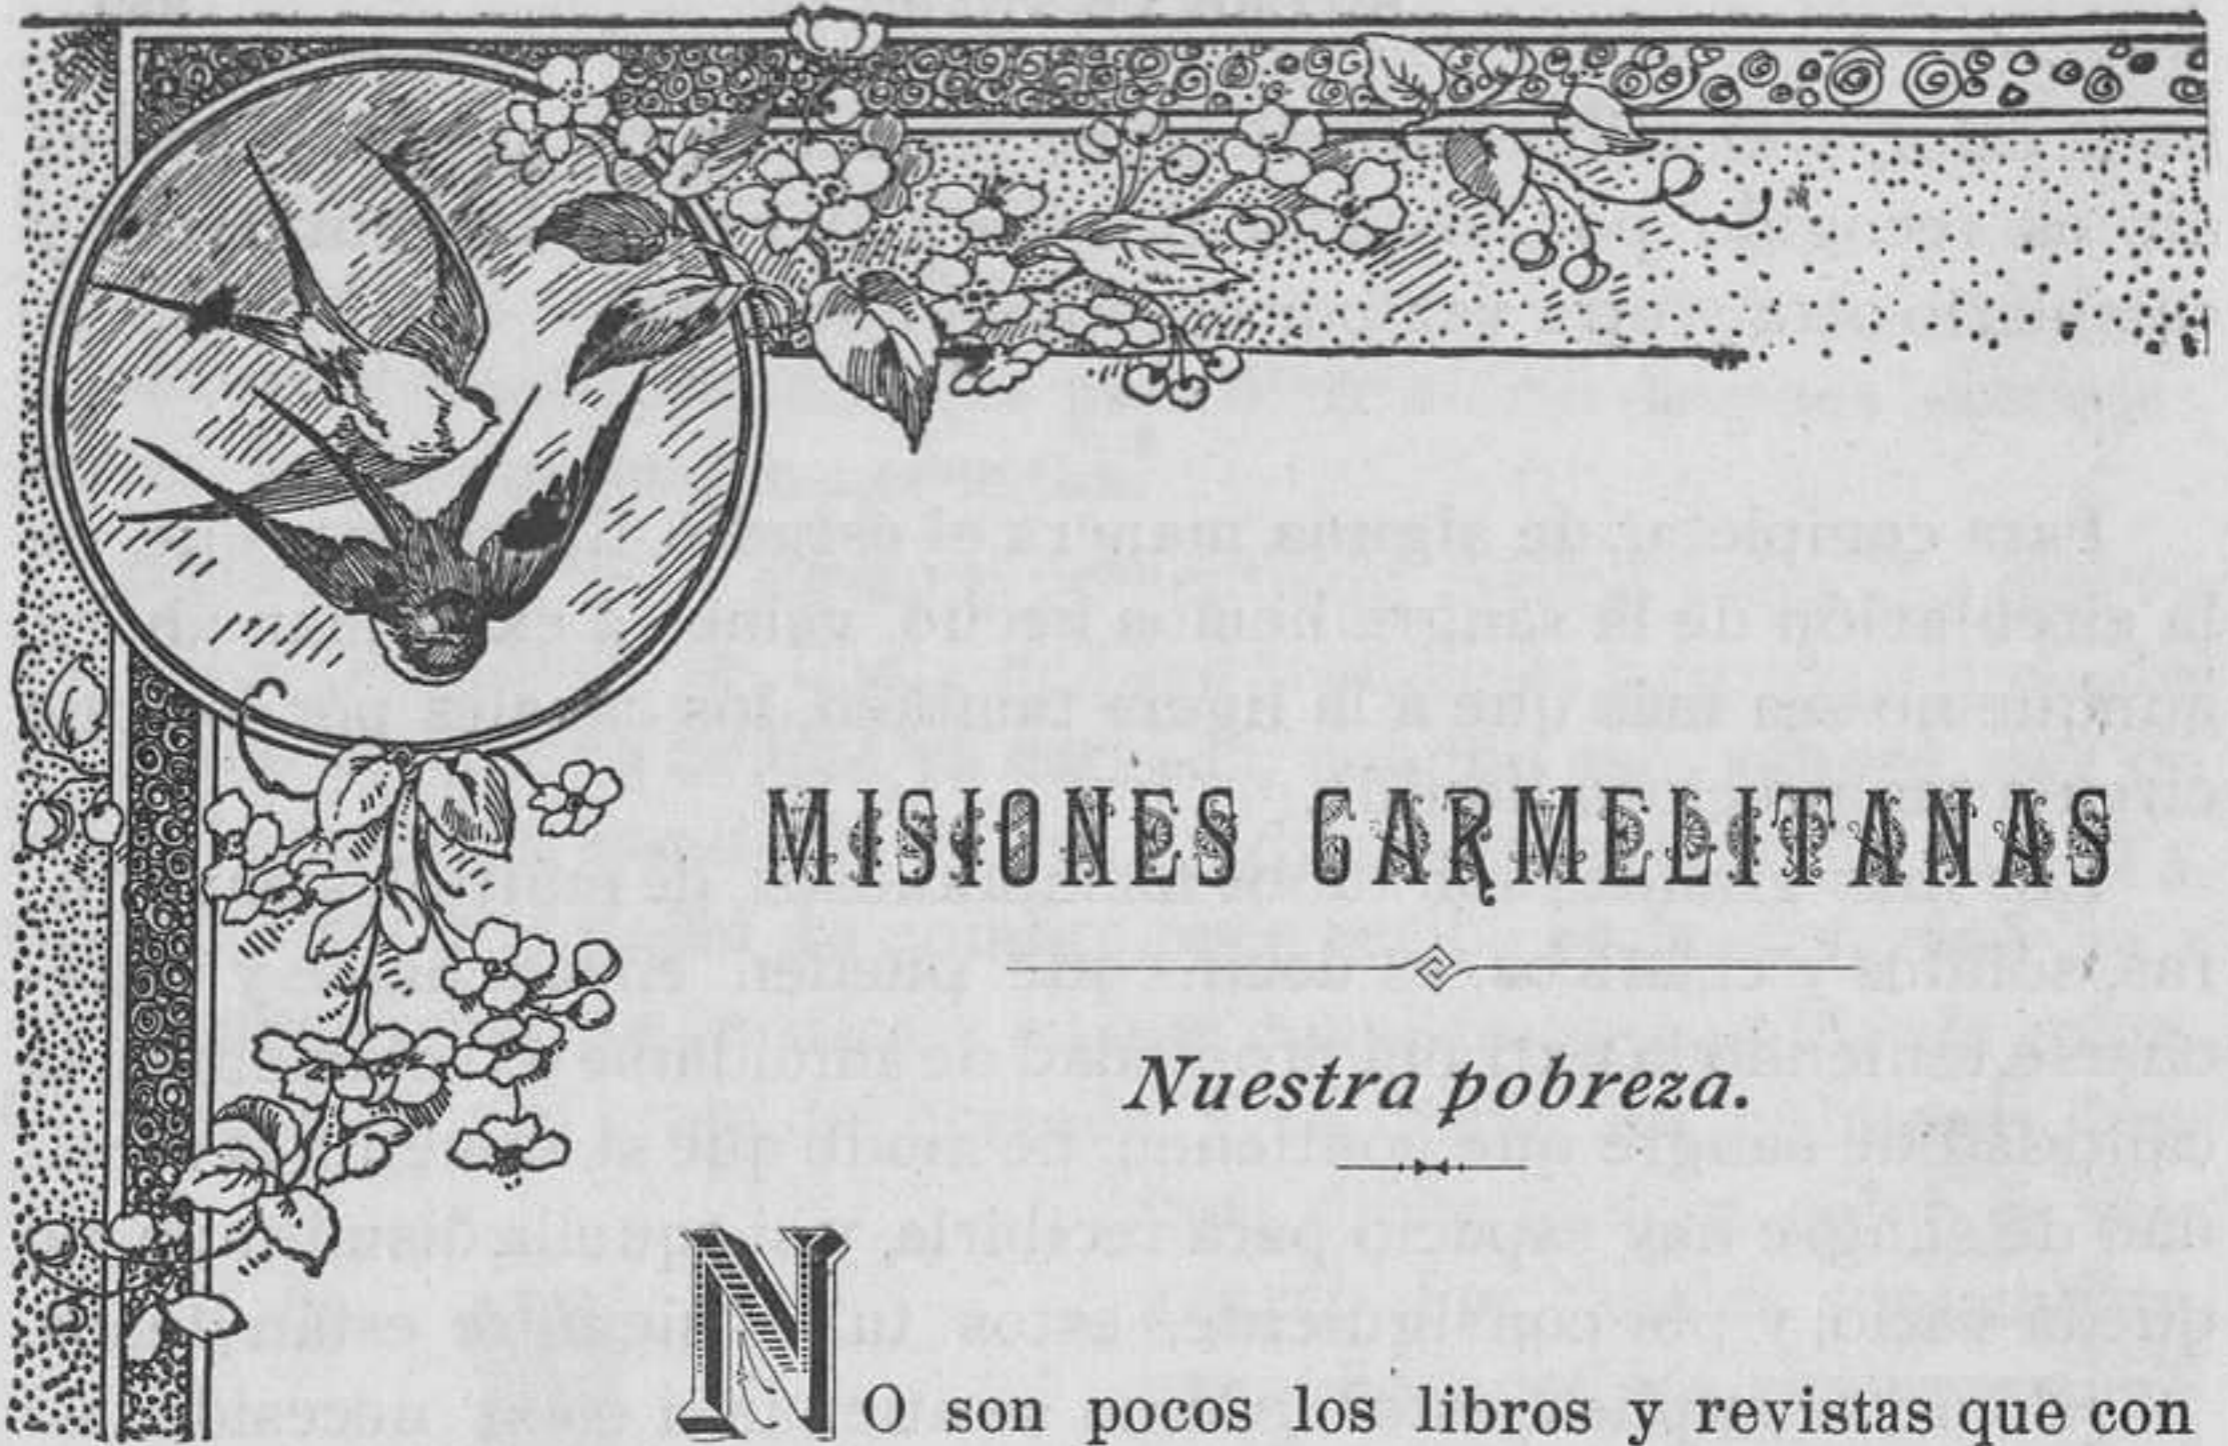 MISIONES CARMELITANAS
Nuestra pobreza.
NO son pocos los libros y revistas que con